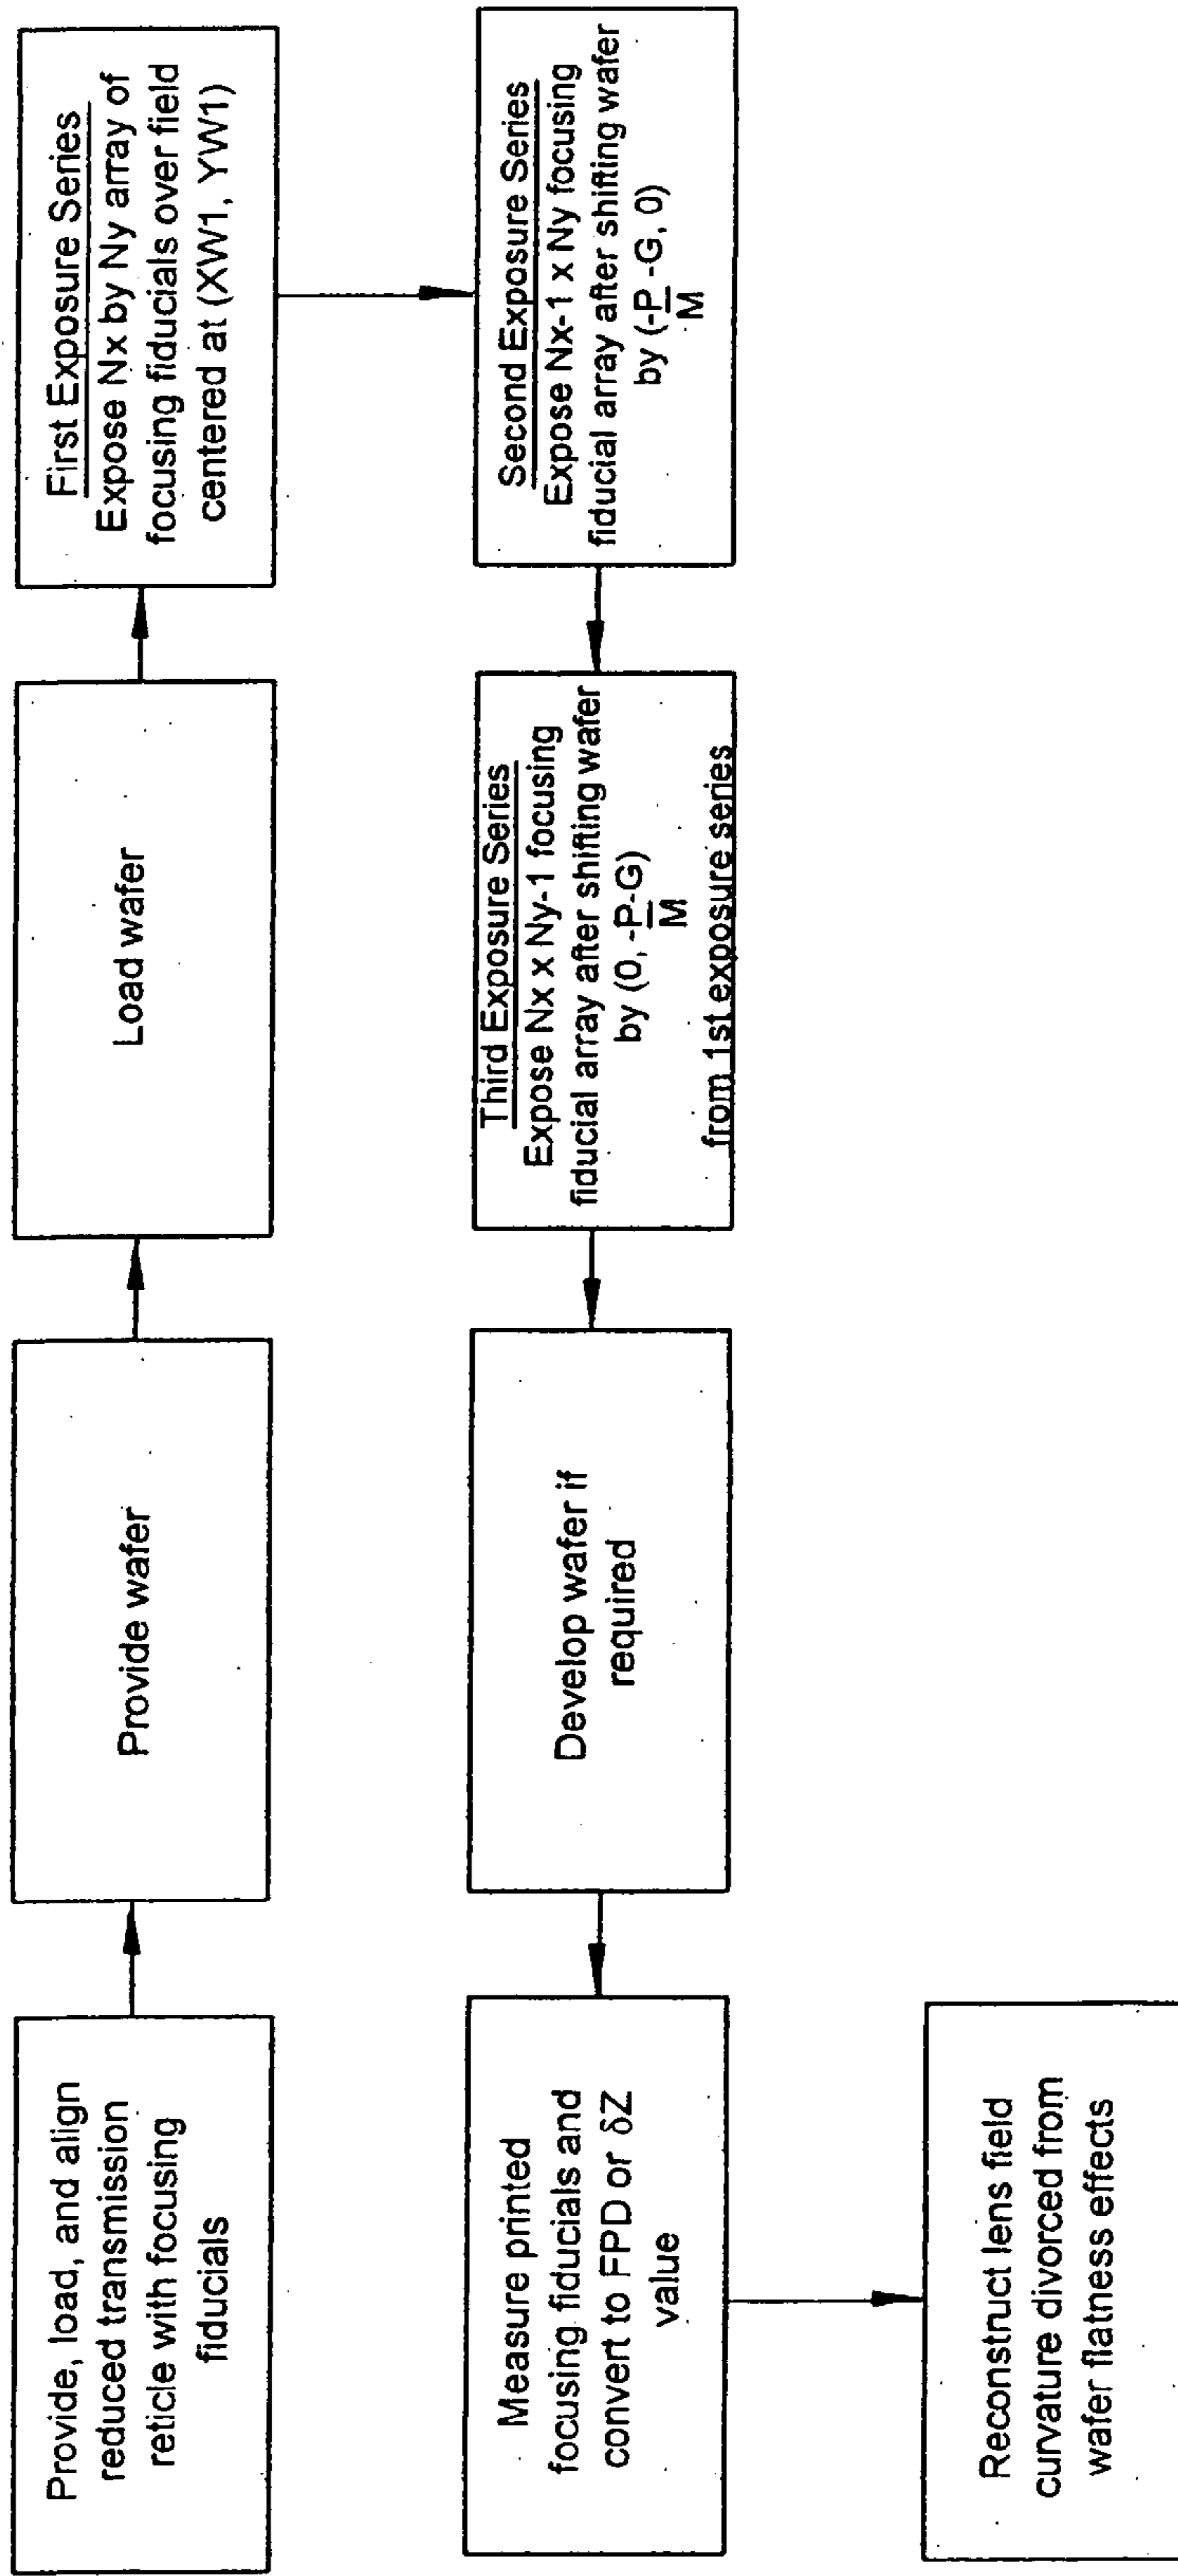 Provide, load, and align
reduced transmission
reticle with focusing
fiducials
Provide wafer
Load wafer
First Exposure Series
Expose Nx by Ny array of
focusing fiducials over field
centered at (XW1, YW1)
Second Exposure Series
Expose Nx-1 x Ny focusing
fiducial array after shifting wafer
by (-P -G, 0)
M
Third Exposure Series
Expose Nx x Ny-1 focusing
fiducial array after shifting wafer
by (0, -P-G)
M
from 1st exposure series
Develop wafer if
required
Measure printed
focusing fiducials and
convert to FPD or δZ
value
Reconstruct lens field
curvature divorced from
wafer flatness effects